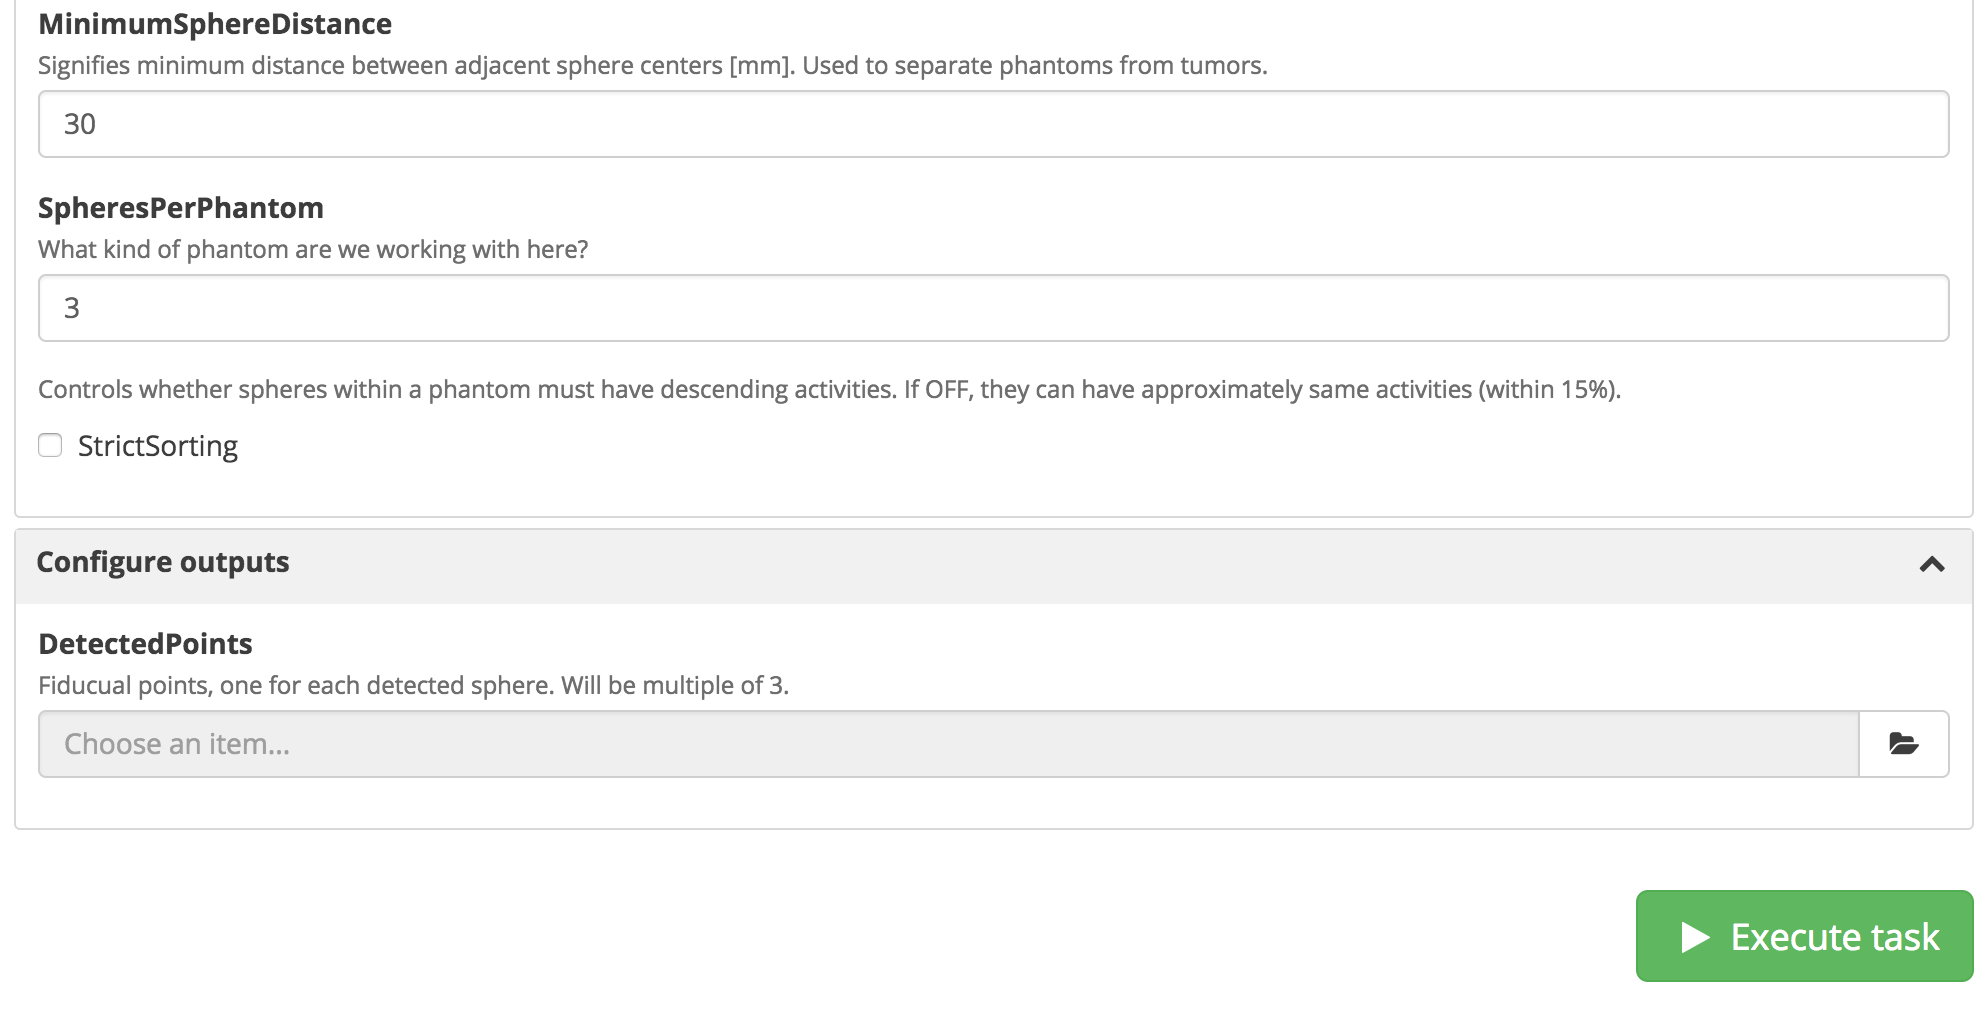 MinimumSphereDistance
Signifies minimum distance between adjacent sphere centers [mm]. Used to separate phantoms from tumors.
30
SpheresPerPhantom
What kind of phantom are we working with here?
3
Controls whether spheres within a phantom must have descending activities. If OFF, they can have approximately same activities (within 15%).
StrictSorting
Configure outputs
DetectedPoints
Fiducual points, one for each detected sphere. Will be multiple of 3.
Choose an item...
Execute task